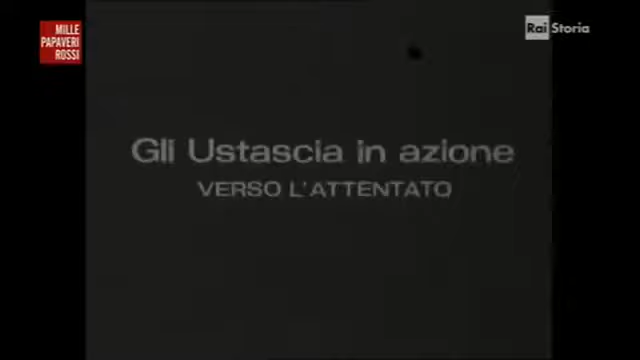 MILLE
PAPAVERI
ROSSI
Rai Storia
Gli Ustascia in azione
VERSO L'ATTENTATO